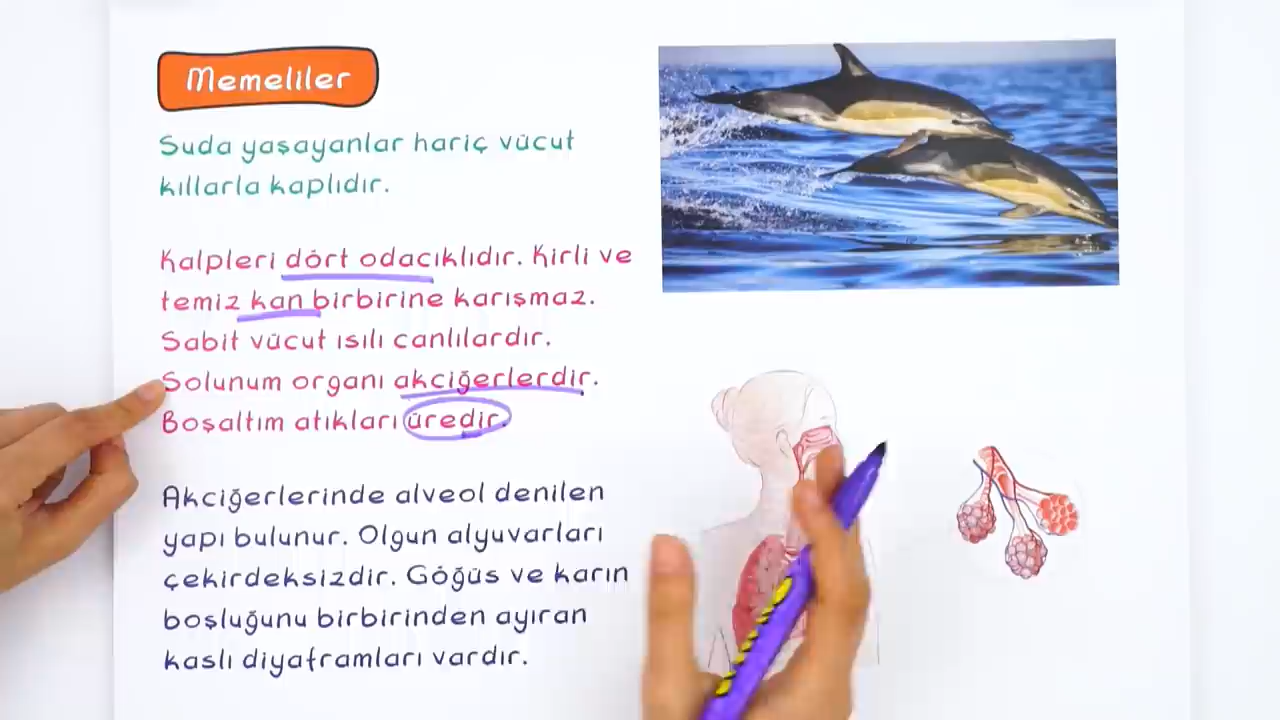 Memeliler
Suda yaşayanlar hariç vücut
kıllarla kaplıdır.
Kalpleri dört odacıklıdır. Kirli ve
temiz kan birbirine karışmaz.
Sabit vücut ısılı canlılardır.
Solunum organı akciğerlerdir.
Boşaltım atıkları üredir.
Akciğerlerinde alveol denilen
yapı bulunur. Olgun alyuvarları
çekirdeksizdir. Göğüs ve karın
boşluğunu birbirinden ayıran
kaslı diyaframları vardır.